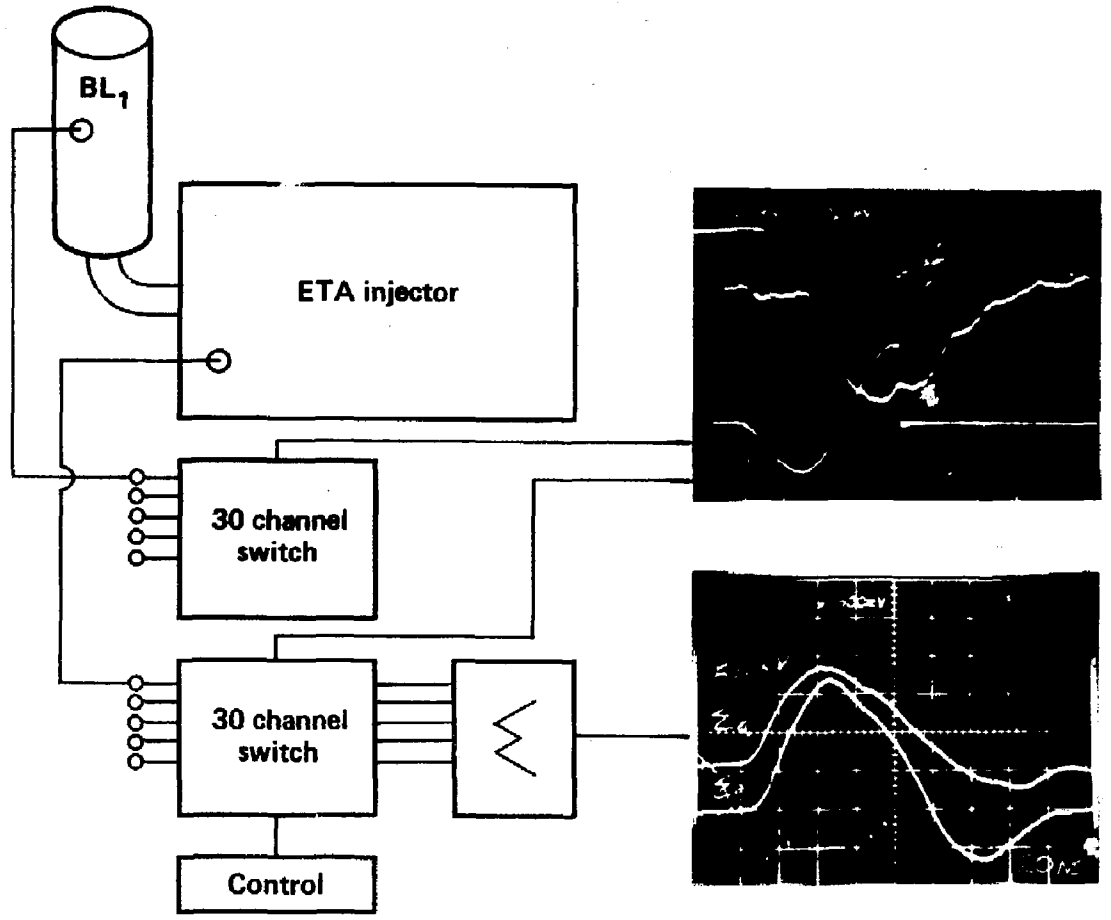 BL1
ETA injector
30 channel
switch
30 channel
switch
Control